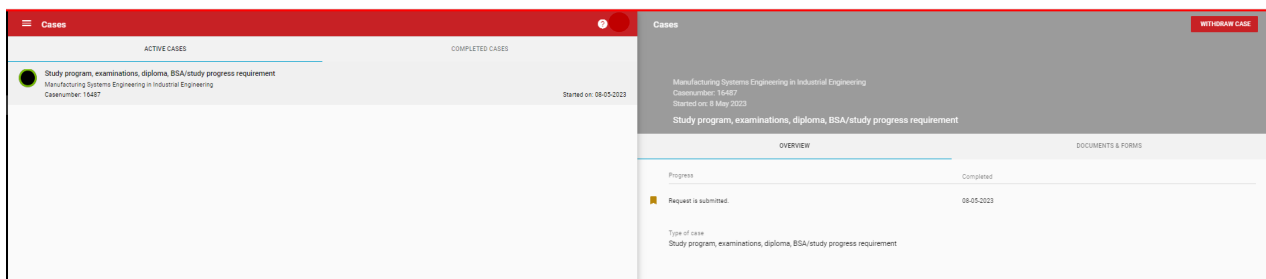 Cases
ACTIVE CASES
COMPLETED CASES
Study program, examinations, diploma, BSA/study progress requirement
Manufacturing Systems Engineering in Industrial Engineering
Casenumber: 16487
Started on: 08-05-2023
Cases
WITHDRAW CASE
Manufacturing Systems Engineering in Industrial Engineering
Casenumber: 16487
Started on: 8 May 2023
Study program, examinations, diploma, BSA/study progress requirement
OVERVIEW
DOCUMENTS & FORMS
Progress
Completed
Request is submitted.
08-05-2023
Type of case
Study program, examinations, diploma, BSA/study progress requirement